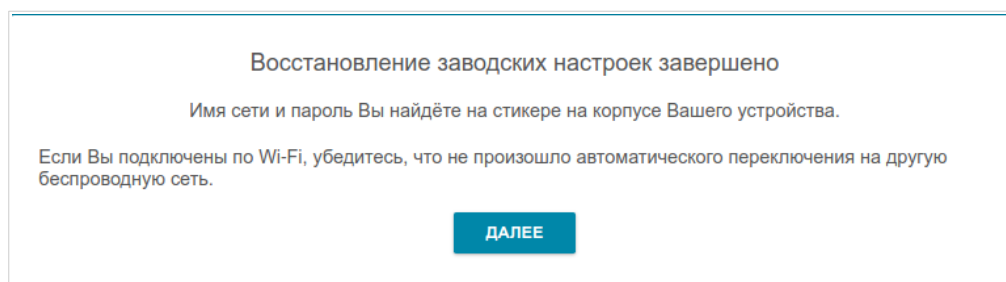 Восстановление заводских настроек завершено
Имя сети и пароль Вы найдёте на стикере на корпусе Вашего устройства.
Если Вы подключены по Wi-Fi, убедитесь, что не произошло автоматического переключения на другую
беспроводную сеть.
ДАЛЕЕ